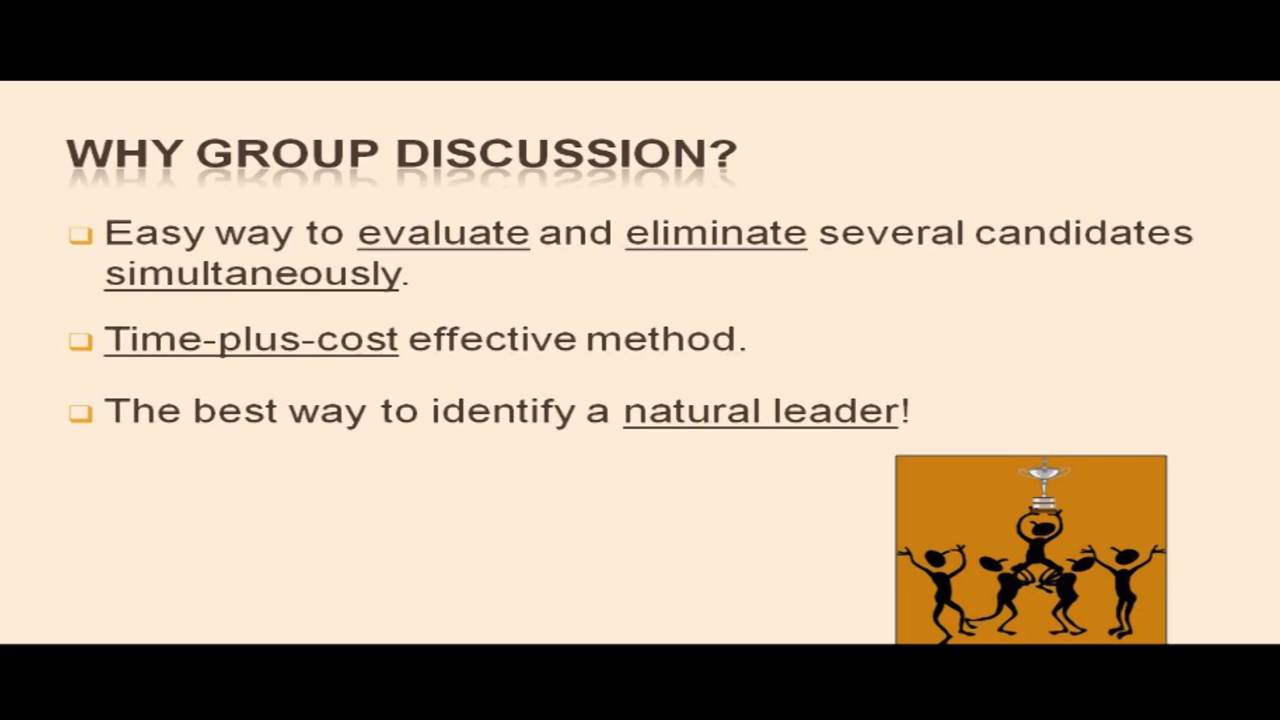 WHY GROUP DISCUSSION?
Easy way to evaluate and eliminate several candidates
simultaneously.
Time-plus-cost effective method.
The best way to identify a natural leader!